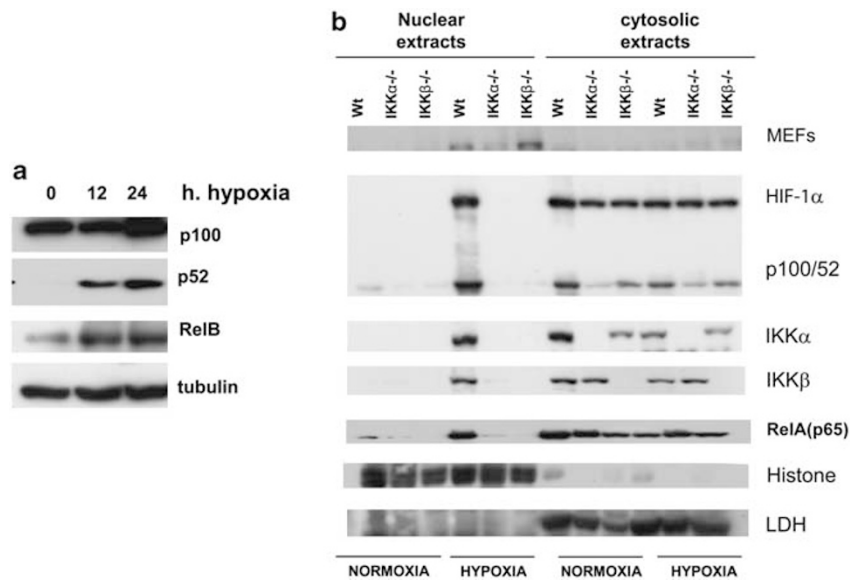 a
0 12 24 h. hypoxia
p100
p52
RelB
tubulin
b
Nuclear
extracts
cytosolic
extracts
Wt
IKKα-/-
IKKβ-/-
Wt
IKKα-/-
IKKβ-/-
Wt
IKKα-/-
IKKβ-/-
Wt
IKKα-/-
IKKβ-/-
MEFs
HIF-1α
p100/52
IKKα
IKKβ
RelA(p65)
Histone
LDH
NORMOXIA HYPOXIA NORMOXIA HYPOXIA